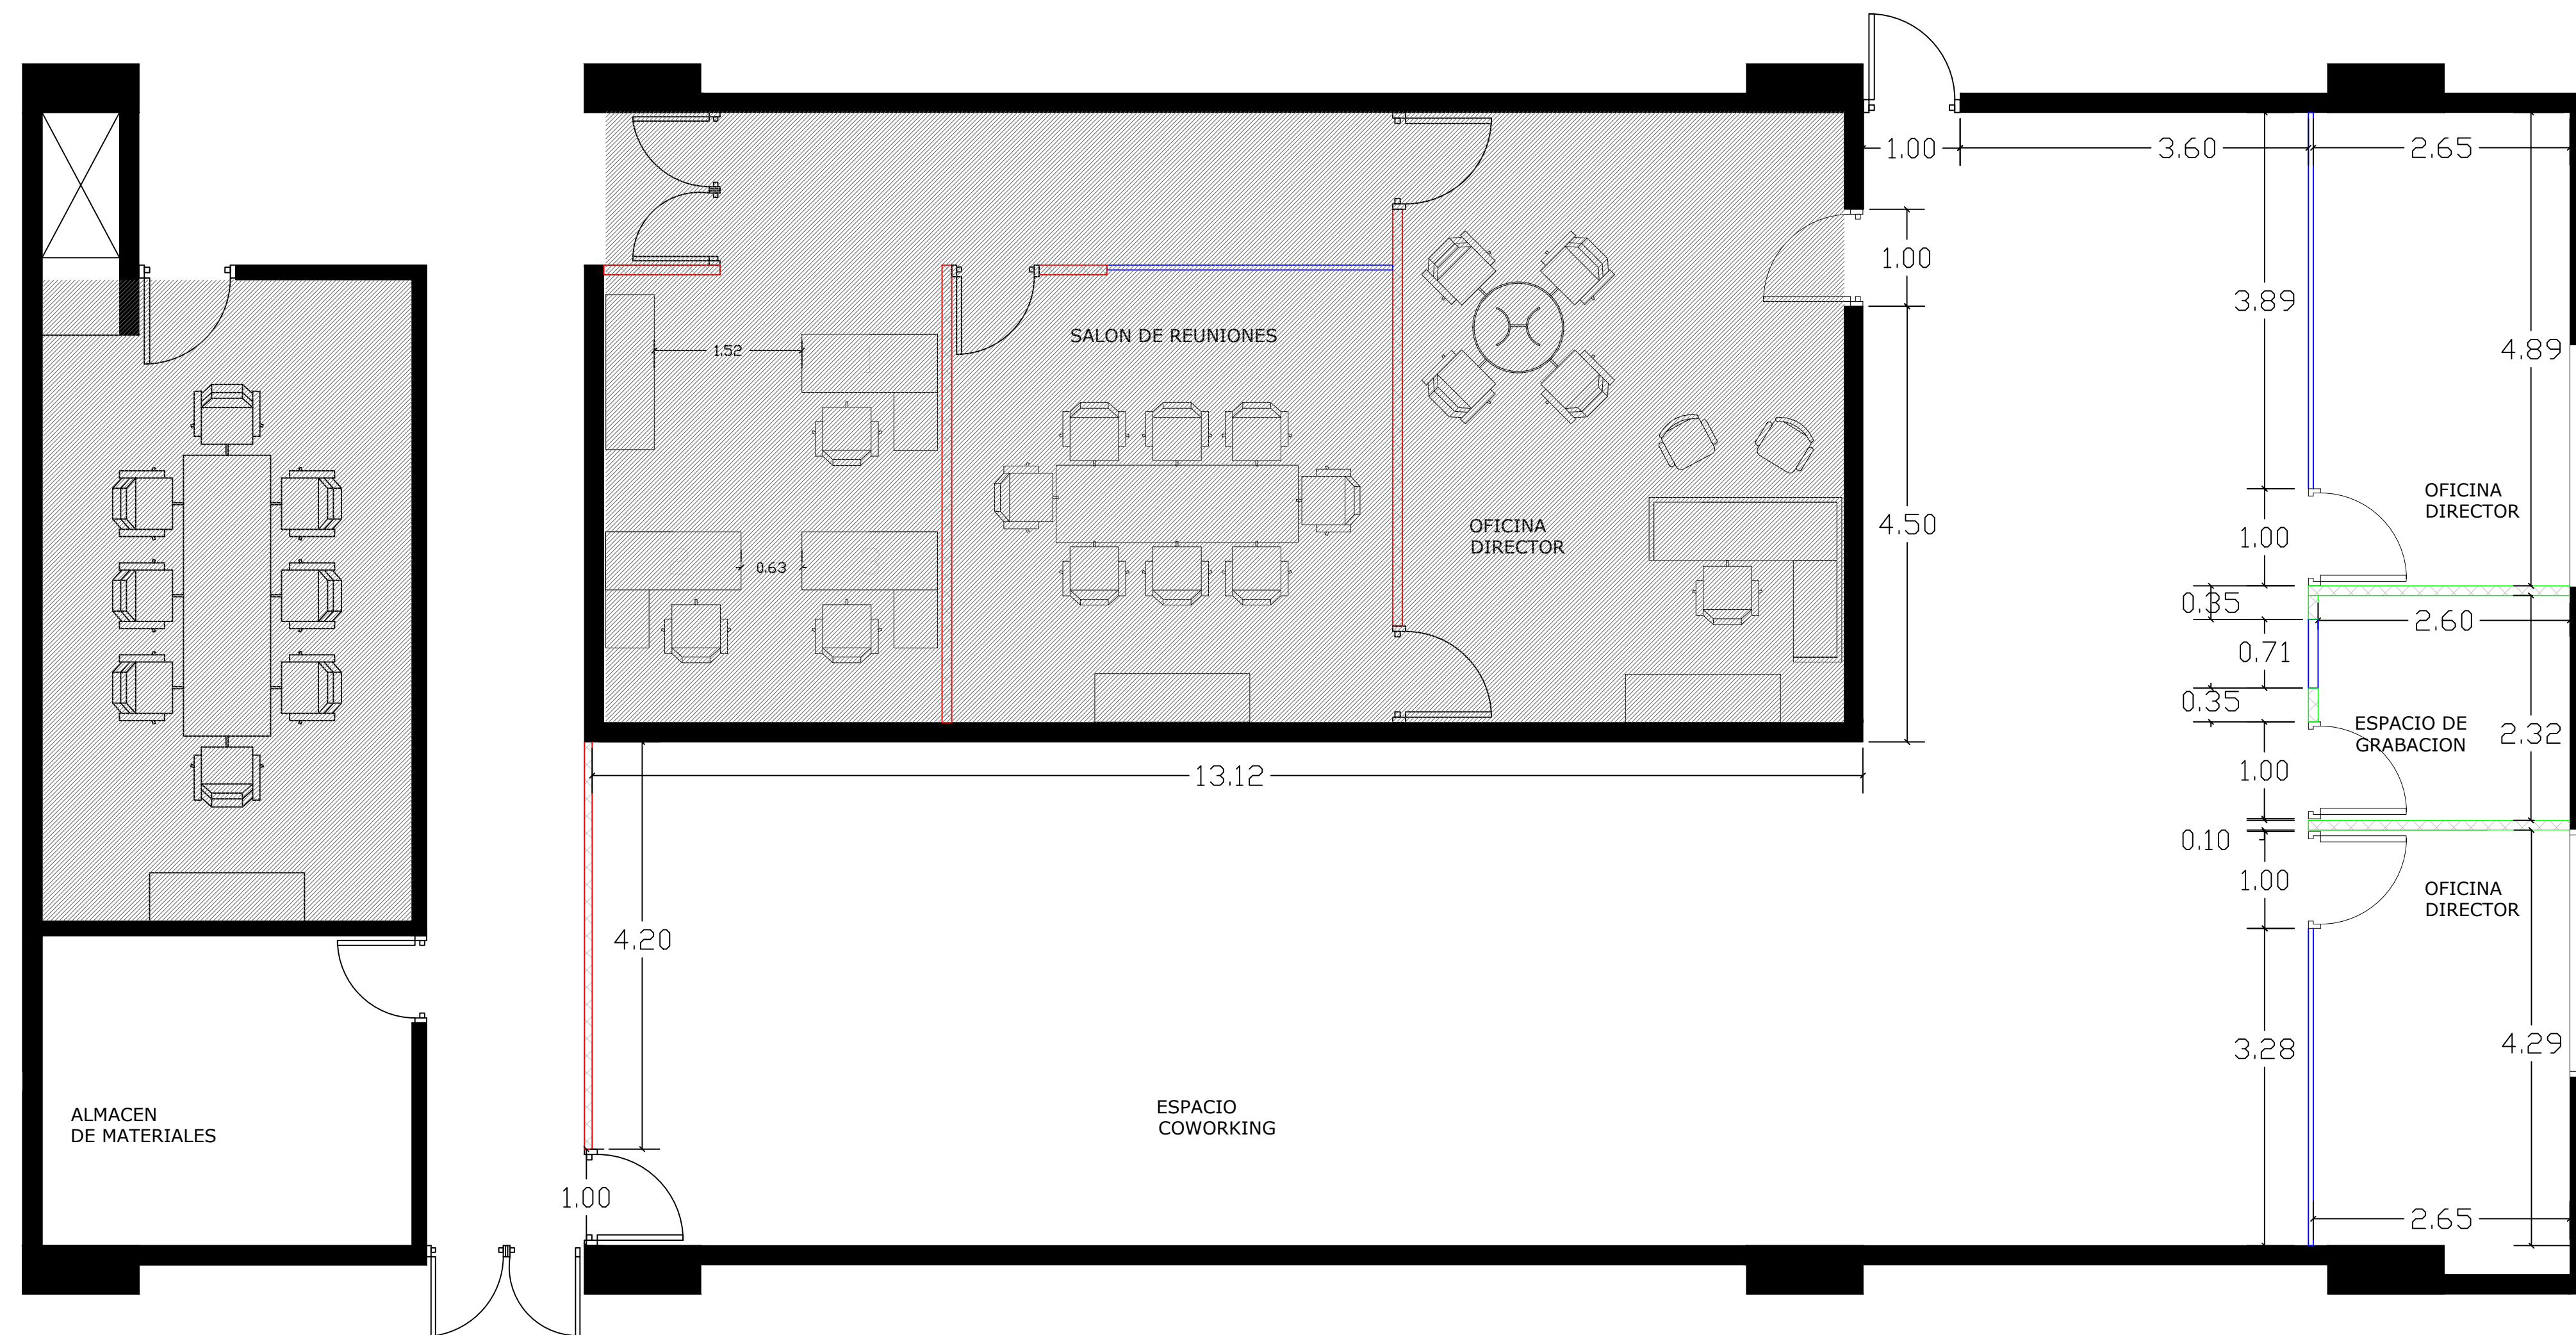 1.00
3.60
2.65
1.00
3.89
SALON DE REUNIONES
1.52
4.89
OFICINA
DIRECTOR
OFICINA
DIRECTOR
4.50
1.00
0.63
0.35
2.60
0.71
0.35
ESPACIO DE
GRABACION
2.32
13.12
1.00
0.10
1.00
OFICINA
DIRECTOR
4.20
3.28
4.29
ALMACEN
DE MATERIALES
ESPACIO
COWORKING
1.00
2.65